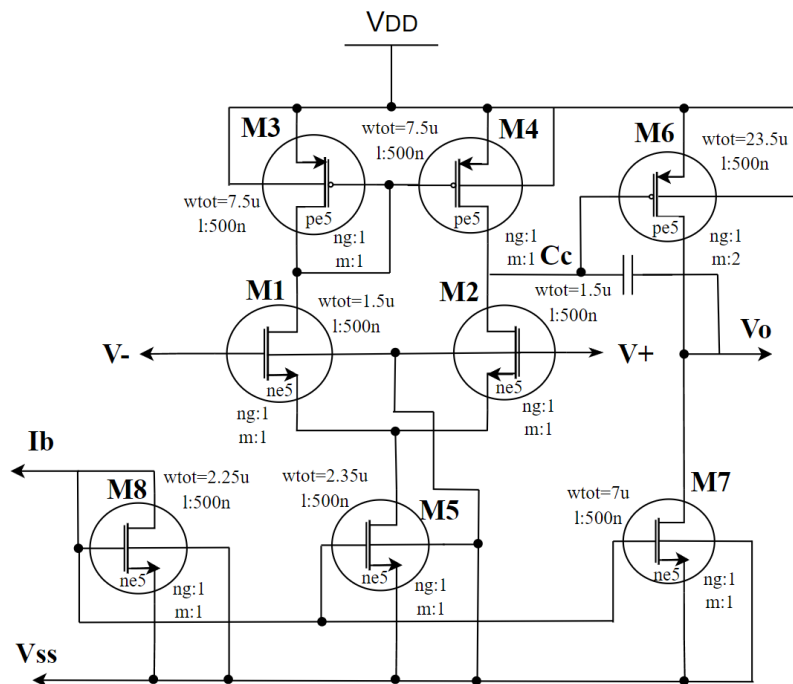 VDD
M3
wtot=7.5u
l:500n
M4
M6
wtot=23.5u
l:500n
wtot=7.5u
l:500n
pe5
ng:1
m:1
pe5
ng:1
m:1
pe5
ng:1
m:2
Cc
M1
wtot=1.5u
l:500n
M2
wtot=1.5u
l:500n
V-
V+
Vo
ne5
ng:1
m:1
ne5
ng:1
m:1
Ib
M8
wtot=2.25u
l:500n
wtot=2.35u
l:500n
M5
wtot=7u
l:500n
M7
ne5
ng:1
m:1
ne5
ng:1
m:1
ne5
ng:1
m:1
Vss